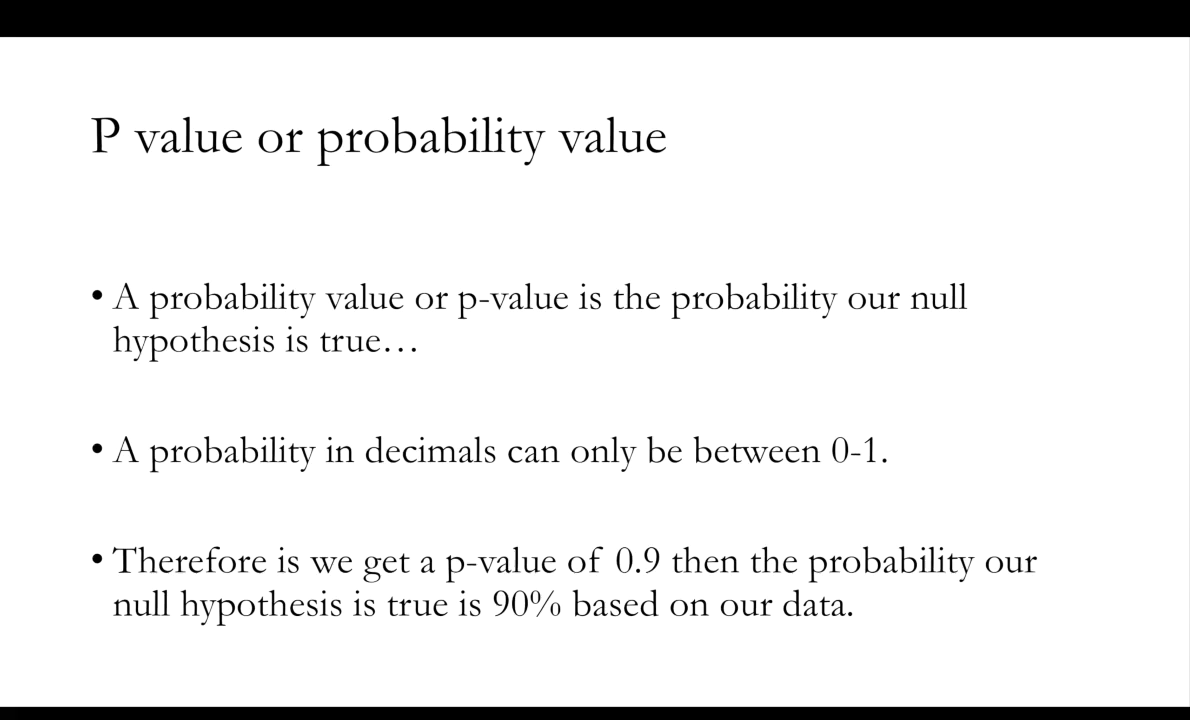 P value or probability value
• A probability value or p-value is the probability our null
hypothesis is true…
• A probability in decimals can only be between 0-1.
• Therefore is we get a p-value of 0.9 then the probability our
null hypothesis is true is 90% based on our data.